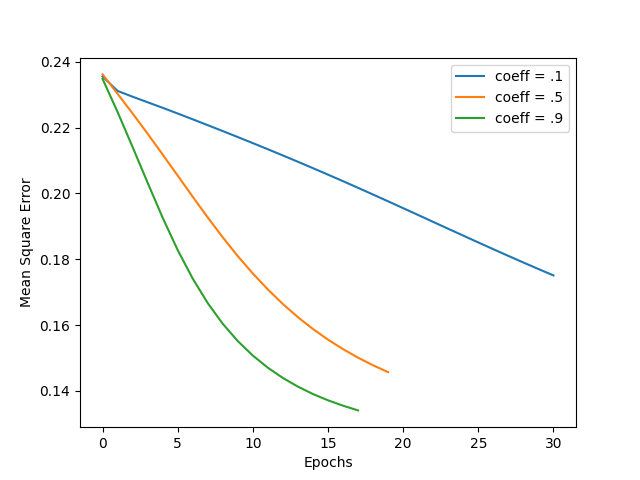 0.24
0.22
0.20
0.18
0.16
0.14
Mean Square Error
0 5 10 15 20 25 30
Epochs
coeff = .1
coeff = .5
coeff = .9